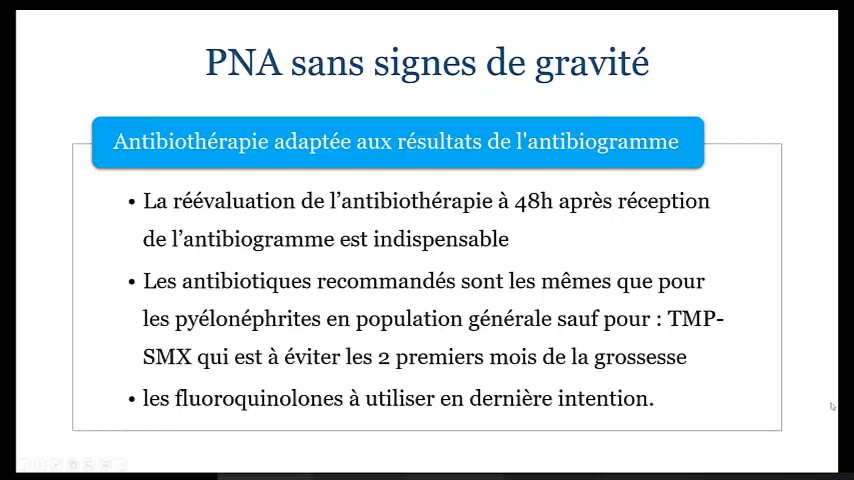 PNA sans signes de gravité
Antibiothérapie adaptée aux résultats de l'antibiogramme
• La réévaluation de l’antibiothérapie à 48h après réception
de l’antibiogramme est indispensable
• Les antibiotiques recommandés sont les mêmes que pour
les pyélonéphrites en population générale sauf pour : TMP-
SMX qui est à éviter les 2 premiers mois de la grossesse
• les fluoroquinolones à utiliser en dernière intention.